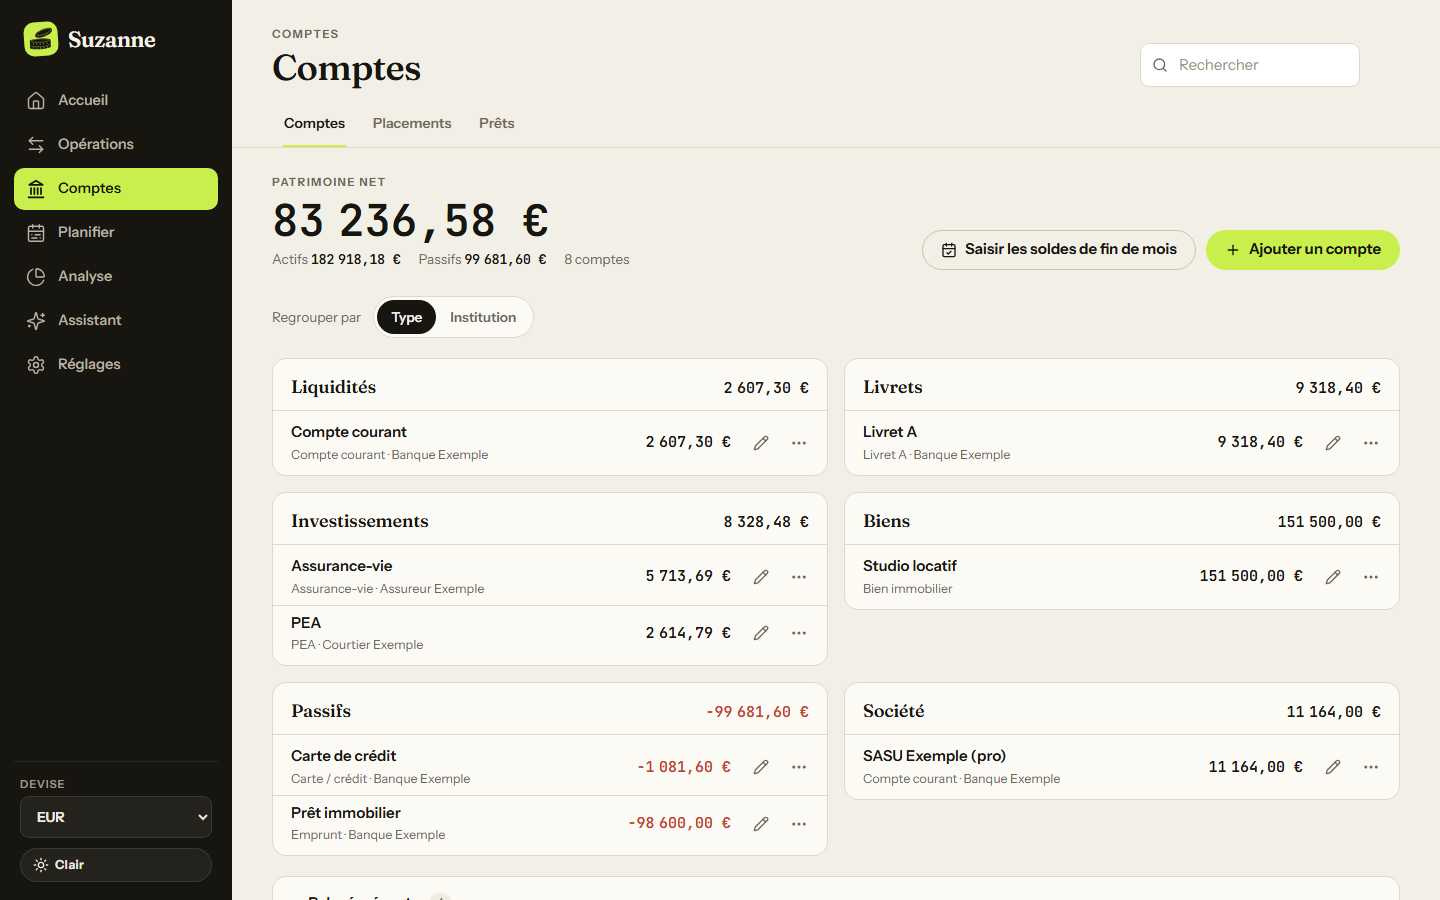 Suzanne
Accueil
Opérations
Comptes
Planifier
Analyse
Assistant
Réglages
DEVISE
EUR
Clair
COMPTES
Comptes
Rechercher
Comptes
Placements
Prêts
PATRIMOINE NET
83 236,58 €
Actifs 182 918,18 € Passifs 99 681,60 € 8 comptes
Saisir les soldes de fin de mois
Ajouter un compte
Regrouper par Type Institution
Liquidités 2 607,30 €
Compte courant
Compte courant · Banque Exemple
2 607,30 €
Livrets 9 318,40 €
Livret A
Livret A · Banque Exemple
9 318,40 €
Investissements 8 328,48 €
Assurance-vie
Assurance-vie · Assureur Exemple
5 713,69 €
PEA
PEA · Courtier Exemple
2 614,79 €
Biens 151 500,00 €
Studio locatif
Bien immobilier
151 500,00 €
Passifs -99 681,60 €
Carte de crédit
Carte / crédit · Banque Exemple
-1 081,60 €
Prêt immobilier
Emprunt · Banque Exemple
-98 600,00 €
Société 11 164,00 €
SASU Exemple (pro)
Compte courant · Banque Exemple
11 164,00 €